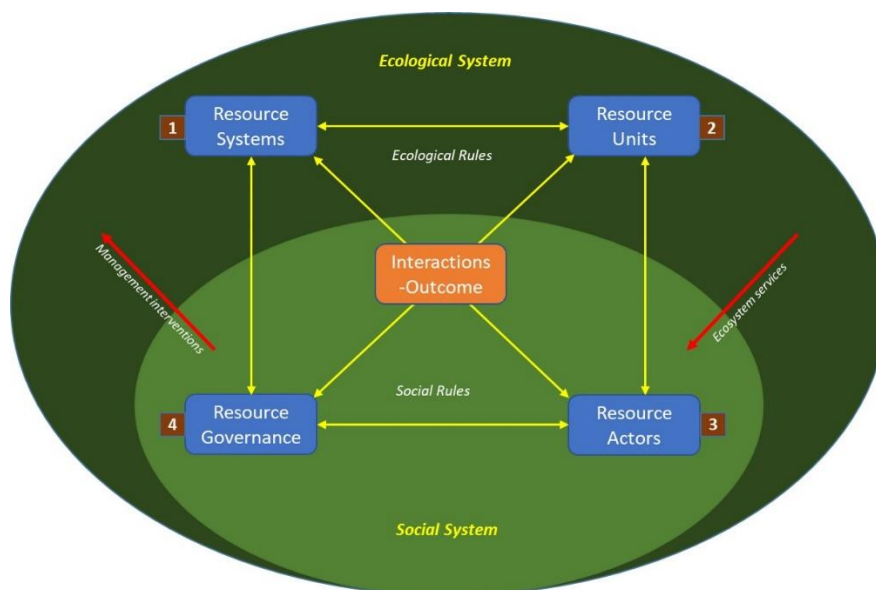 Ecological System
1
Resource
Systems
Resource
Units
2
Ecological Rules
Interactions
-Outcome
Management interventions
Ecosystem services
Social Rules
4
Resource
Governance
Resource
Actors
3
Social System